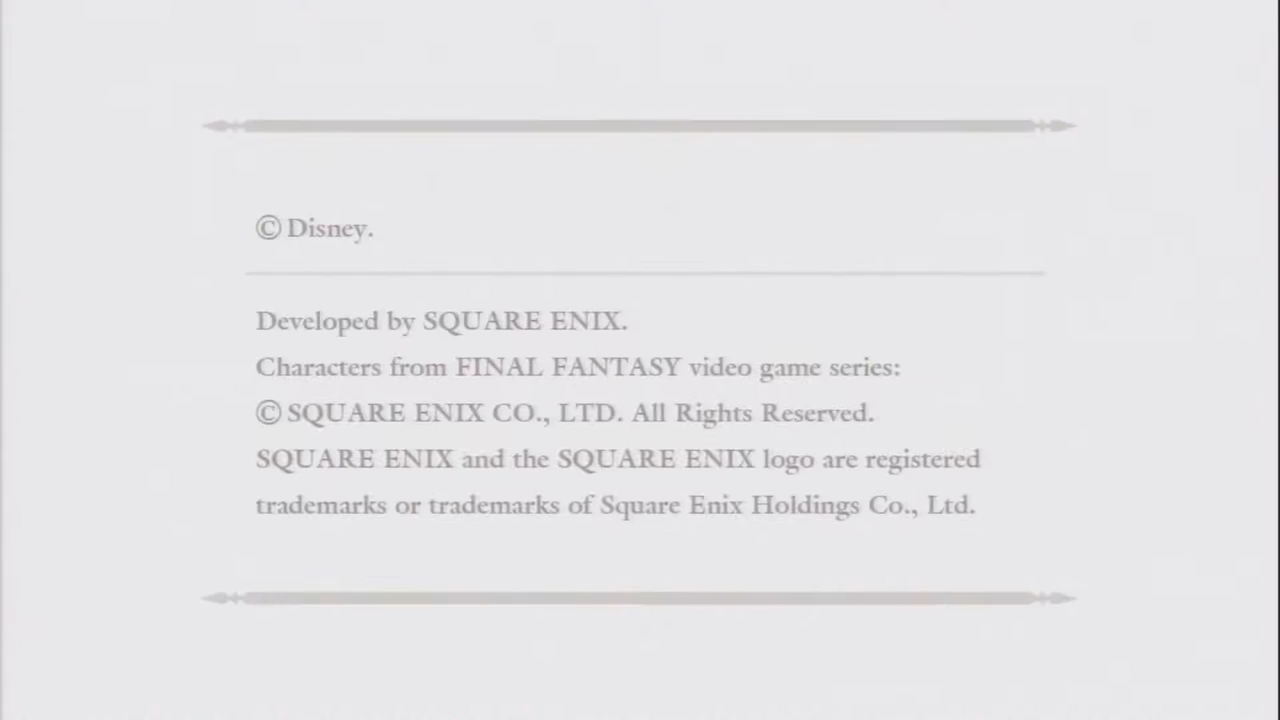 © Disney.
Developed by SQUARE ENIX.
Characters from FINAL FANTASY video game series:
© SQUARE ENIX CO., LTD. All Rights Reserved.
SQUARE ENIX and the SQUARE ENIX logo are registered
trademarks or trademarks of Square Enix Holdings Co., Ltd.